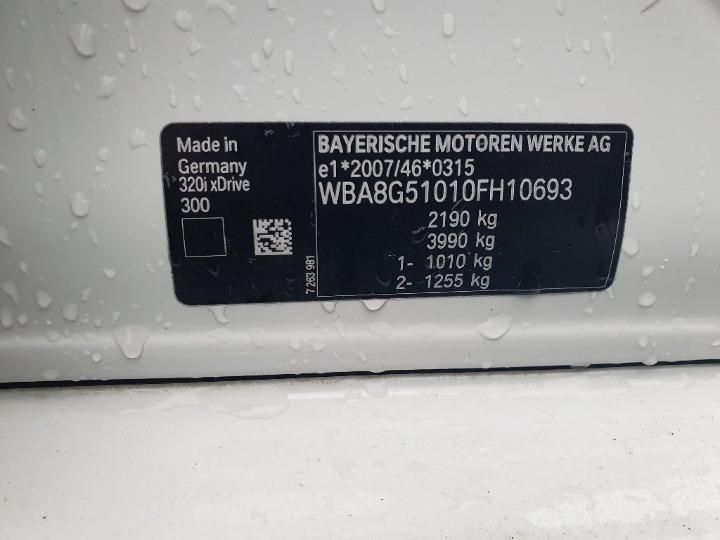 Made in
Germany
320i xDrive
300
7 263 981
BAYERISCHE MOTOREN WERKE AG
e1*2007/46*0315
WBA8G51010FH10693
2190 kg
3990 kg
1- 1010 kg
2- 1255 kg